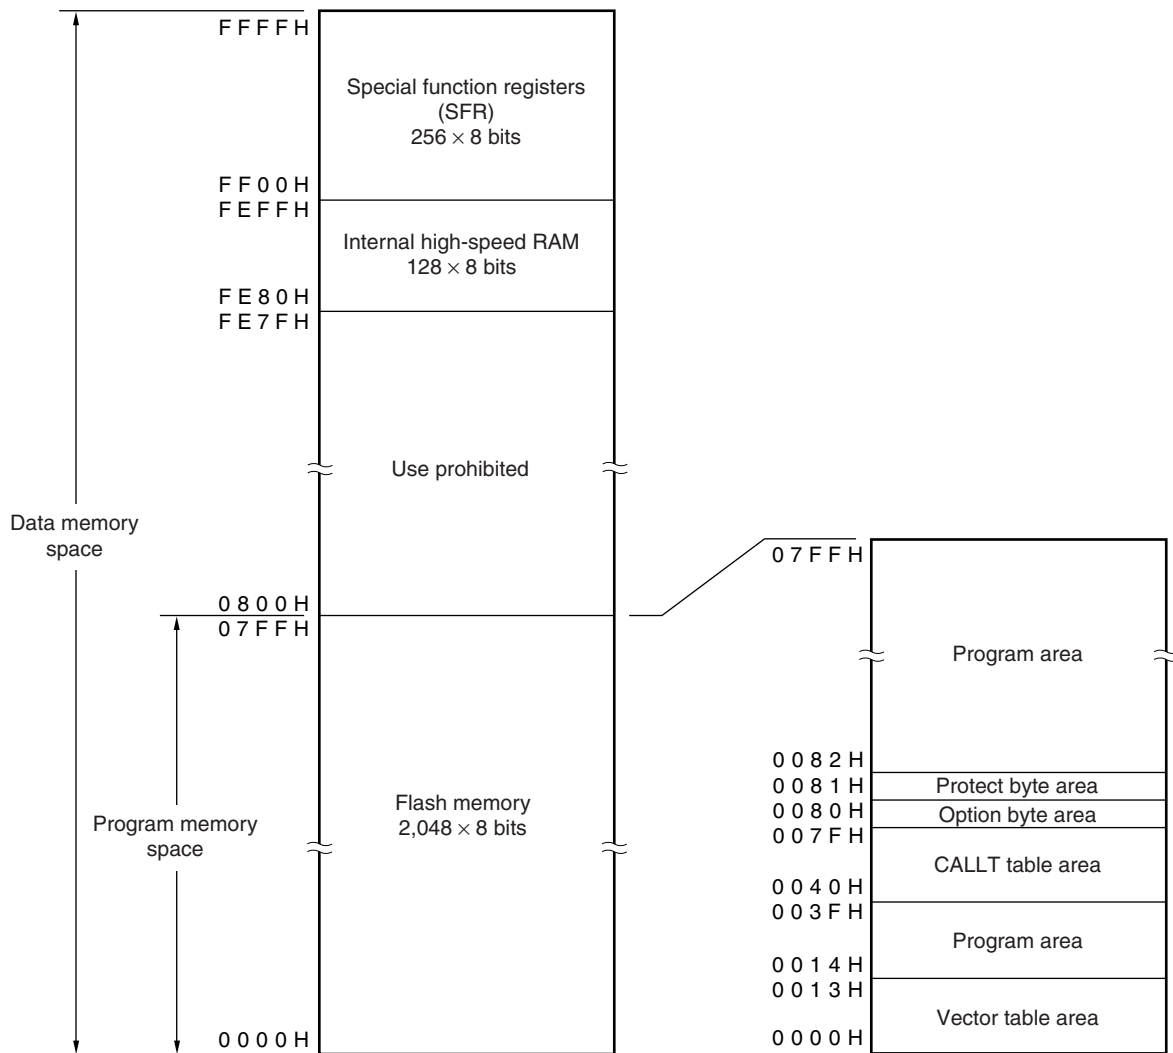 FFFFH
Special function registers
(SFR)
256 × 8 bits
FF00H
FEFFH
Internal high-speed RAM
128 × 8 bits
FE80H
FE7FH
Use prohibited
Data memory
space
0800H
07FFH
Program memory
space
Flash memory
2,048 × 8 bits
0000H
07FFH
Program area
0082H
0081H
Protect byte area
0080H
Option byte area
007FH
CALLT table area
0040H
003FH
Program area
0014H
0013H
Vector table area
0000H